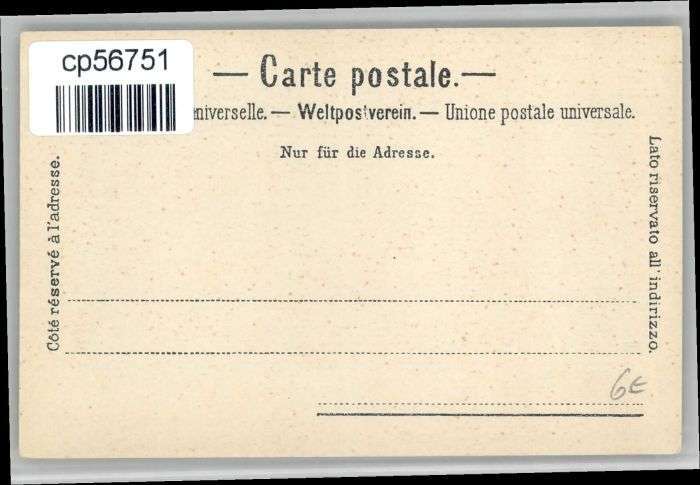 cp56751
— Carte postale. —
universelle. — Weltpostverein. — Unione postale universale.
Nur für die Adresse.
Côté réservé à l'adresse.
Lato riservato all' indirizzo.
6€